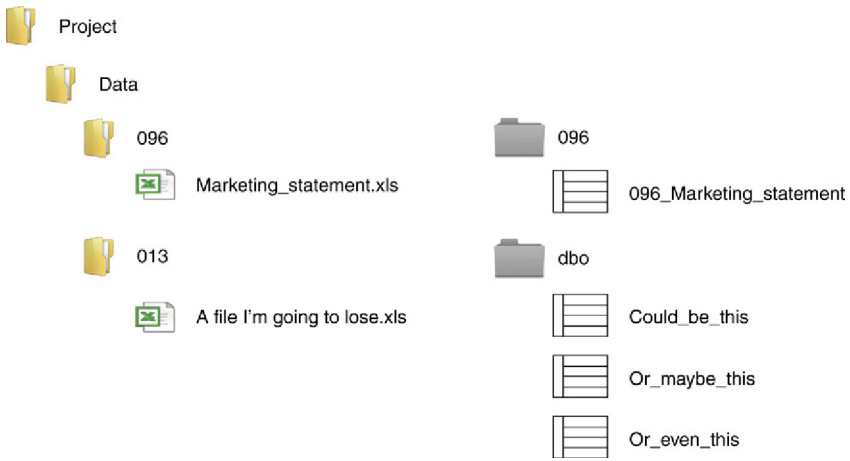 Project
Data
096
096
Marketing_statement.xls
096_Marketing_statement
013
dbo
A file I'm going to lose.xls
Could_be_this
Or_maybe_this
Or_even_this